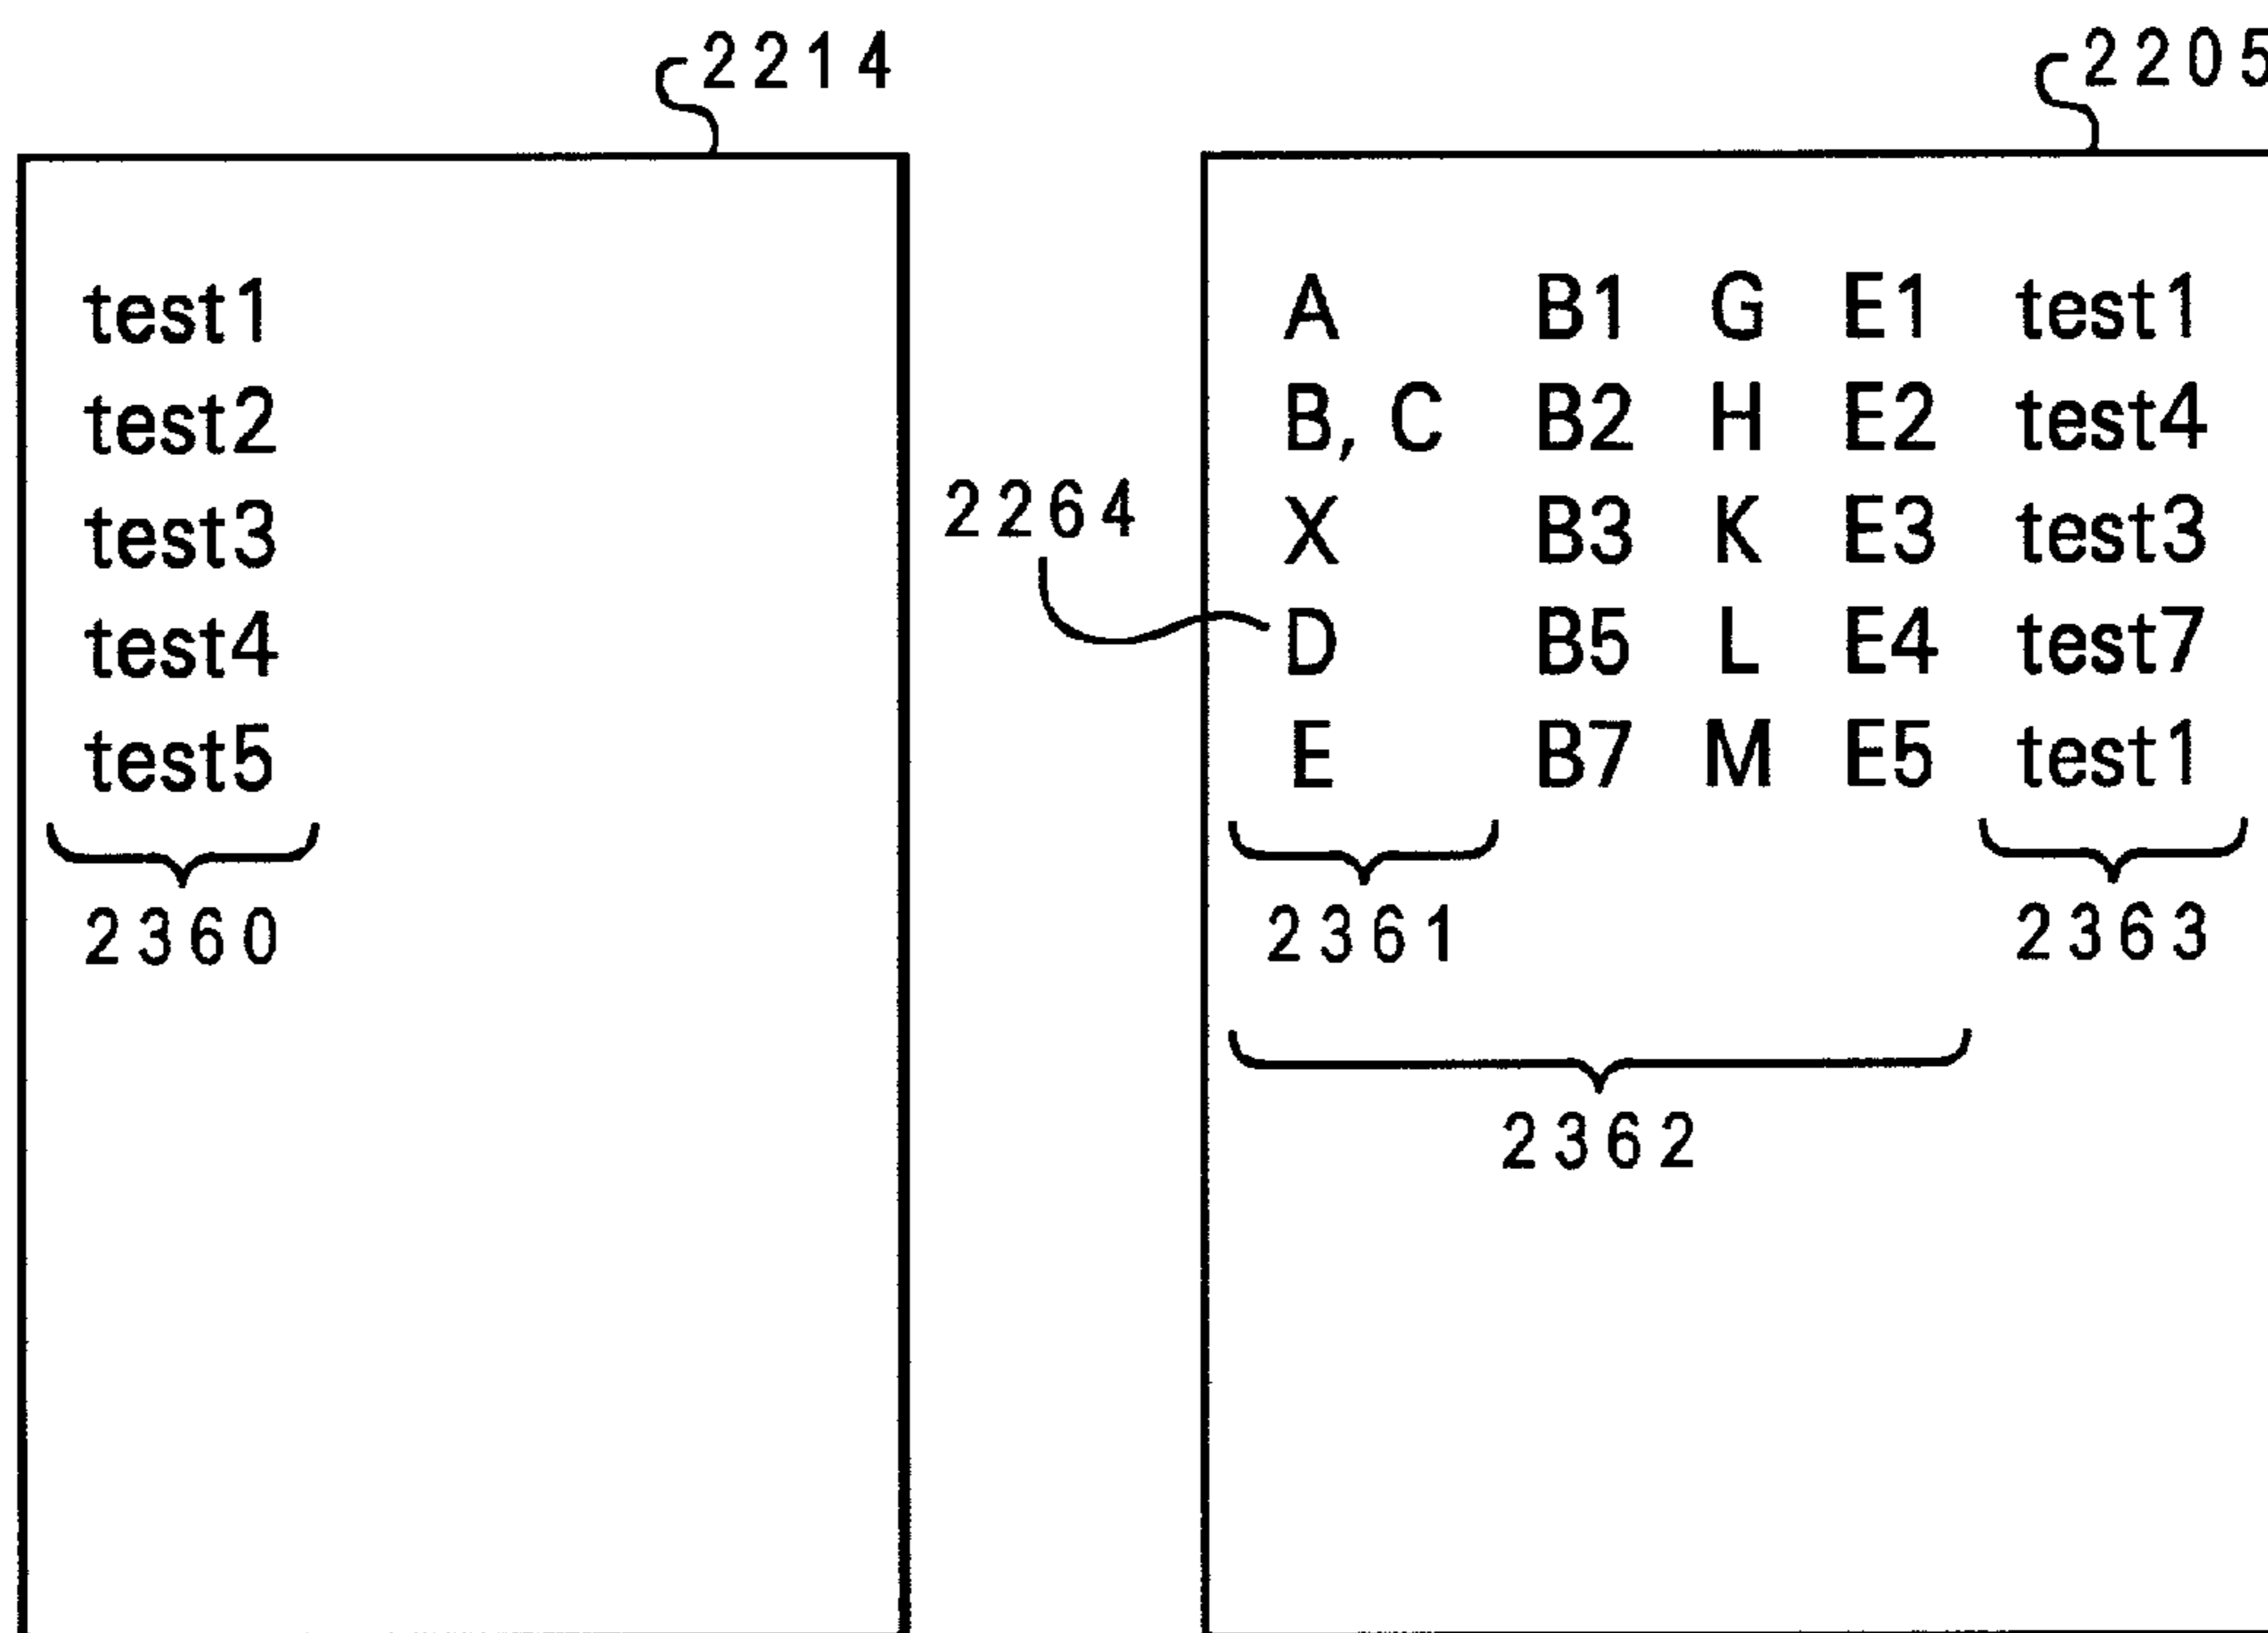 2214
test1
test2
test3
test4
test5
2360
2205
2264
A B1 G E1 test1
B, C B2 H E2 test4
X B3 K E3 test3
D B5 L E4 test7
E B7 M E5 test1
2361
2363
2362